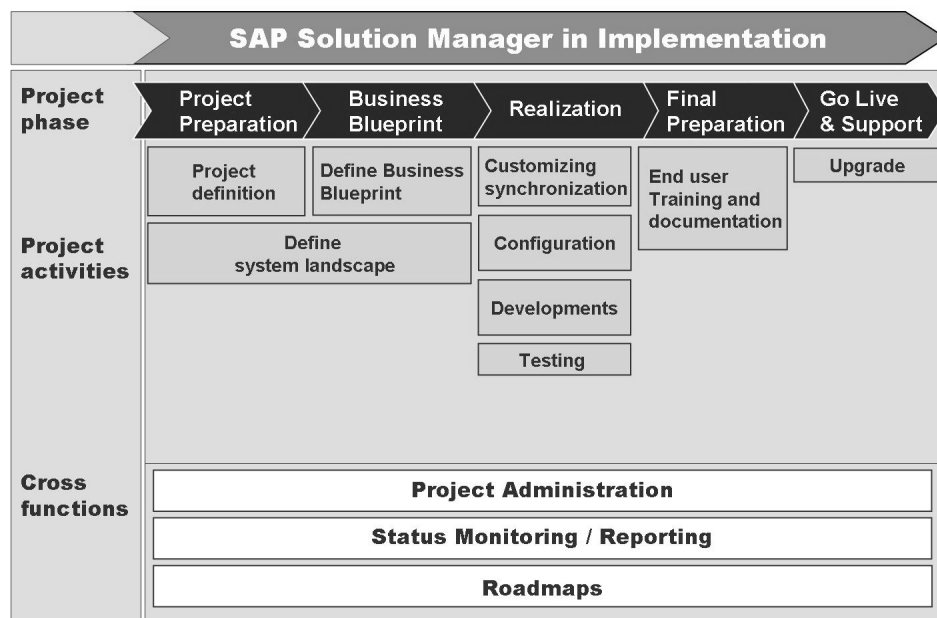 SAP Solution Manager in Implementation
Project
phase
Project
Preparation
Business
Blueprint
Realization
Final
Preparation
Go Live
& Support
Project
activities
Project
definition
Define Business
Blueprint
Define
system landscape
Customizing
synchronization
Configuration
Developments
Testing
End user
Training and
documentation
Upgrade
Cross
functions
Project Administration
Status Monitoring / Reporting
Roadmaps